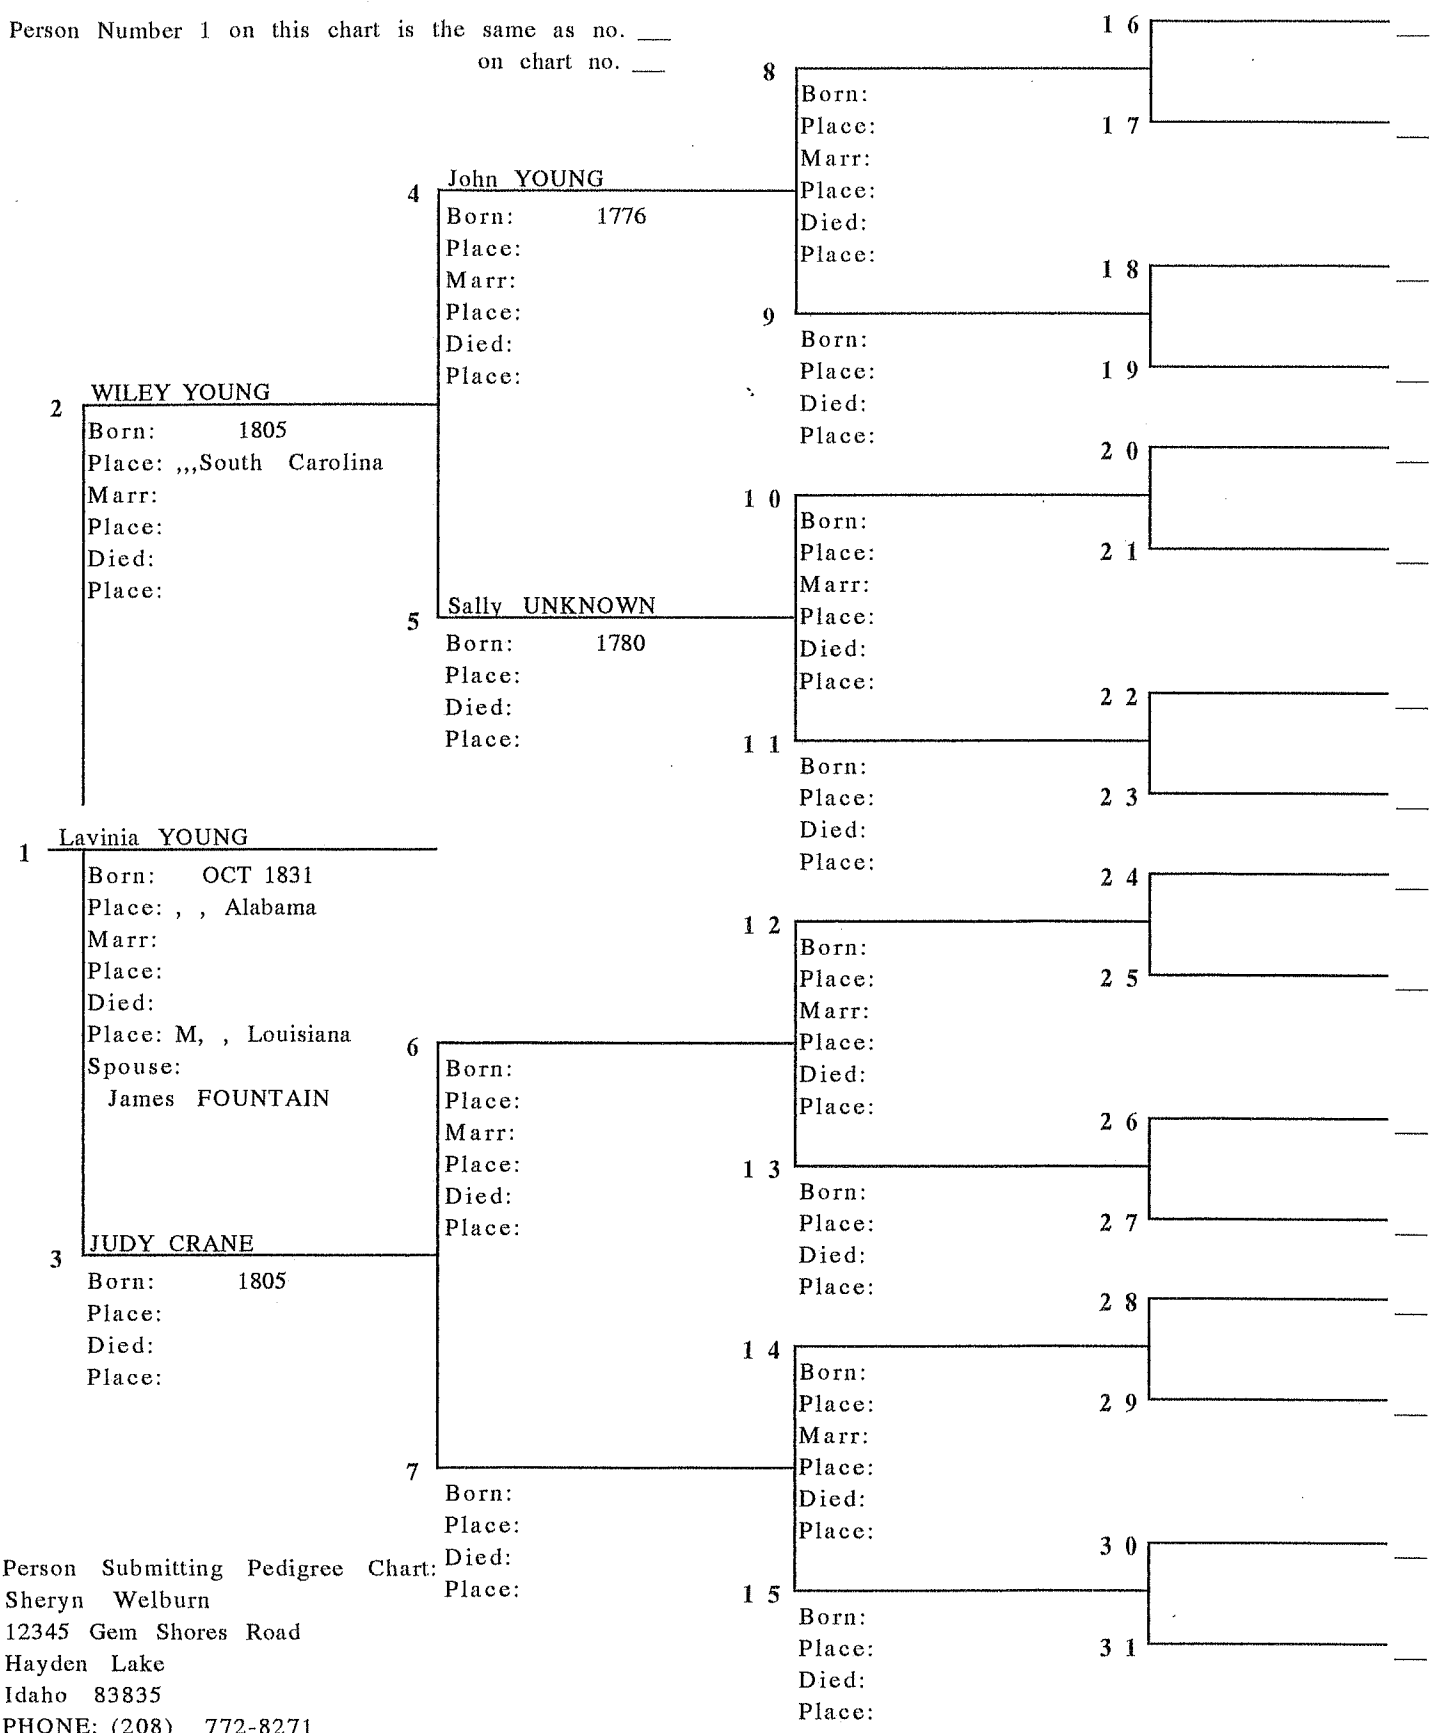 Person Number 1 on this chart is the same as no. __
on chart no. __
16
8
Born:
Place:
17
Marr:
Place:
Died:
Place:
18
4
John YOUNG
Born: 1776
Place:
Marr:
Place:
Died:
Place:
9
Born:
Place:
19
Died:
Place:
2
WILEY YOUNG
Born: 1805
Place: ,,,South Carolina
Marr:
Place:
Died:
Place:
20
10
Born:
Place:
21
Marr:
Place:
Died:
Place:
22
5
Sally UNKNOWN
Born: 1780
Place:
Died:
Place:
11
Born:
Place:
23
Died:
Place:
24
1
Lavinia YOUNG
Born: OCT 1831
Place: , , Alabama
Marr:
Place:
Died:
Place: M, , Louisiana
Spouse:
James FOUNTAIN
12
Born:
Place:
25
Marr:
Place:
Died:
Place:
26
6
Born:
Place:
Marr:
Place:
Died:
Place:
13
Born:
Place:
27
Died:
Place:
28
3
JUDY CRANE
Born: 1805
Place:
Died:
Place:
14
Born:
Place:
29
Marr:
Place:
Died:
Place:
30
7
Born:
Place:
Died:
Place:
15
Born:
Place:
31
Died:
Place:
Person Submitting Pedigree Chart:
Sheryn Welburn
12345 Gem Shores Road
Hayden Lake
Idaho 83835
PHONE: (208) 772-8271